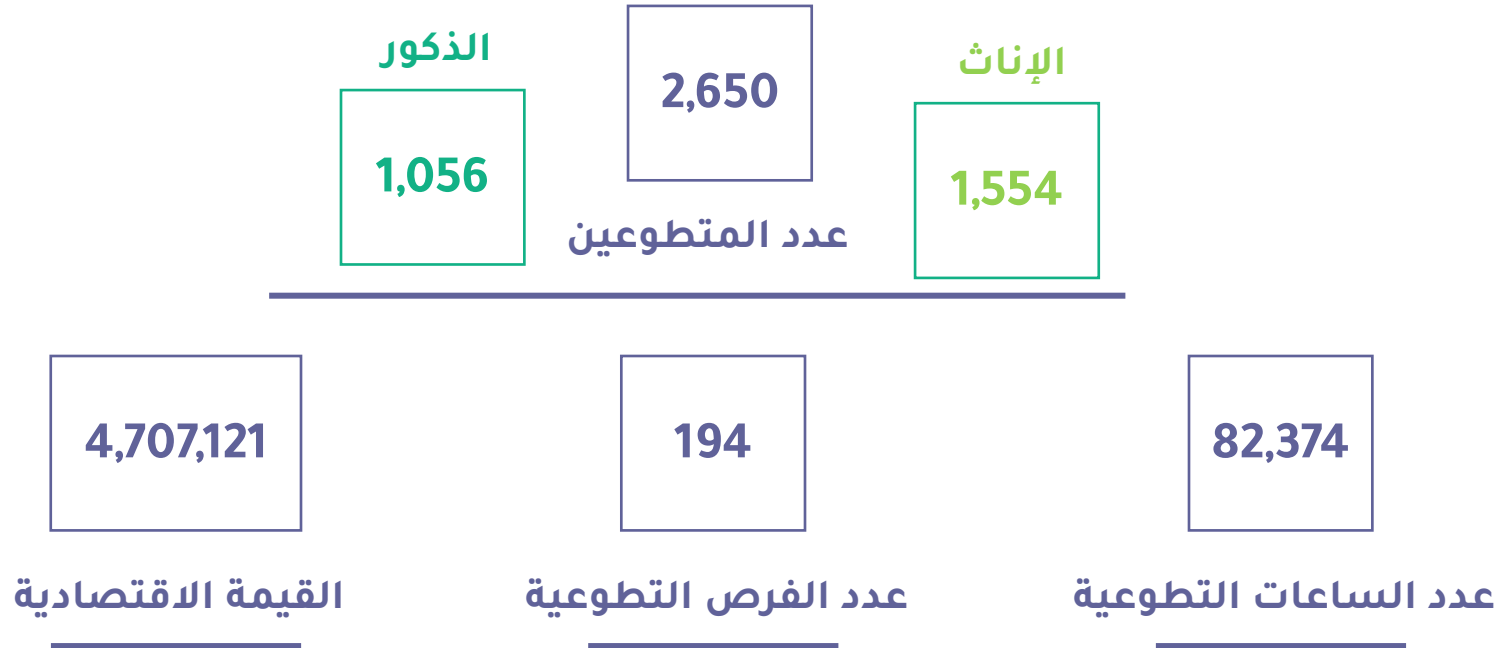 الإناث
1,554
2,650
عدد المتطوعين
الذكور
1,056
82,374
عدد الساعات التطوعية
194
عدد الفرص التطوعية
4,707,121
القيمة الاقتصادية